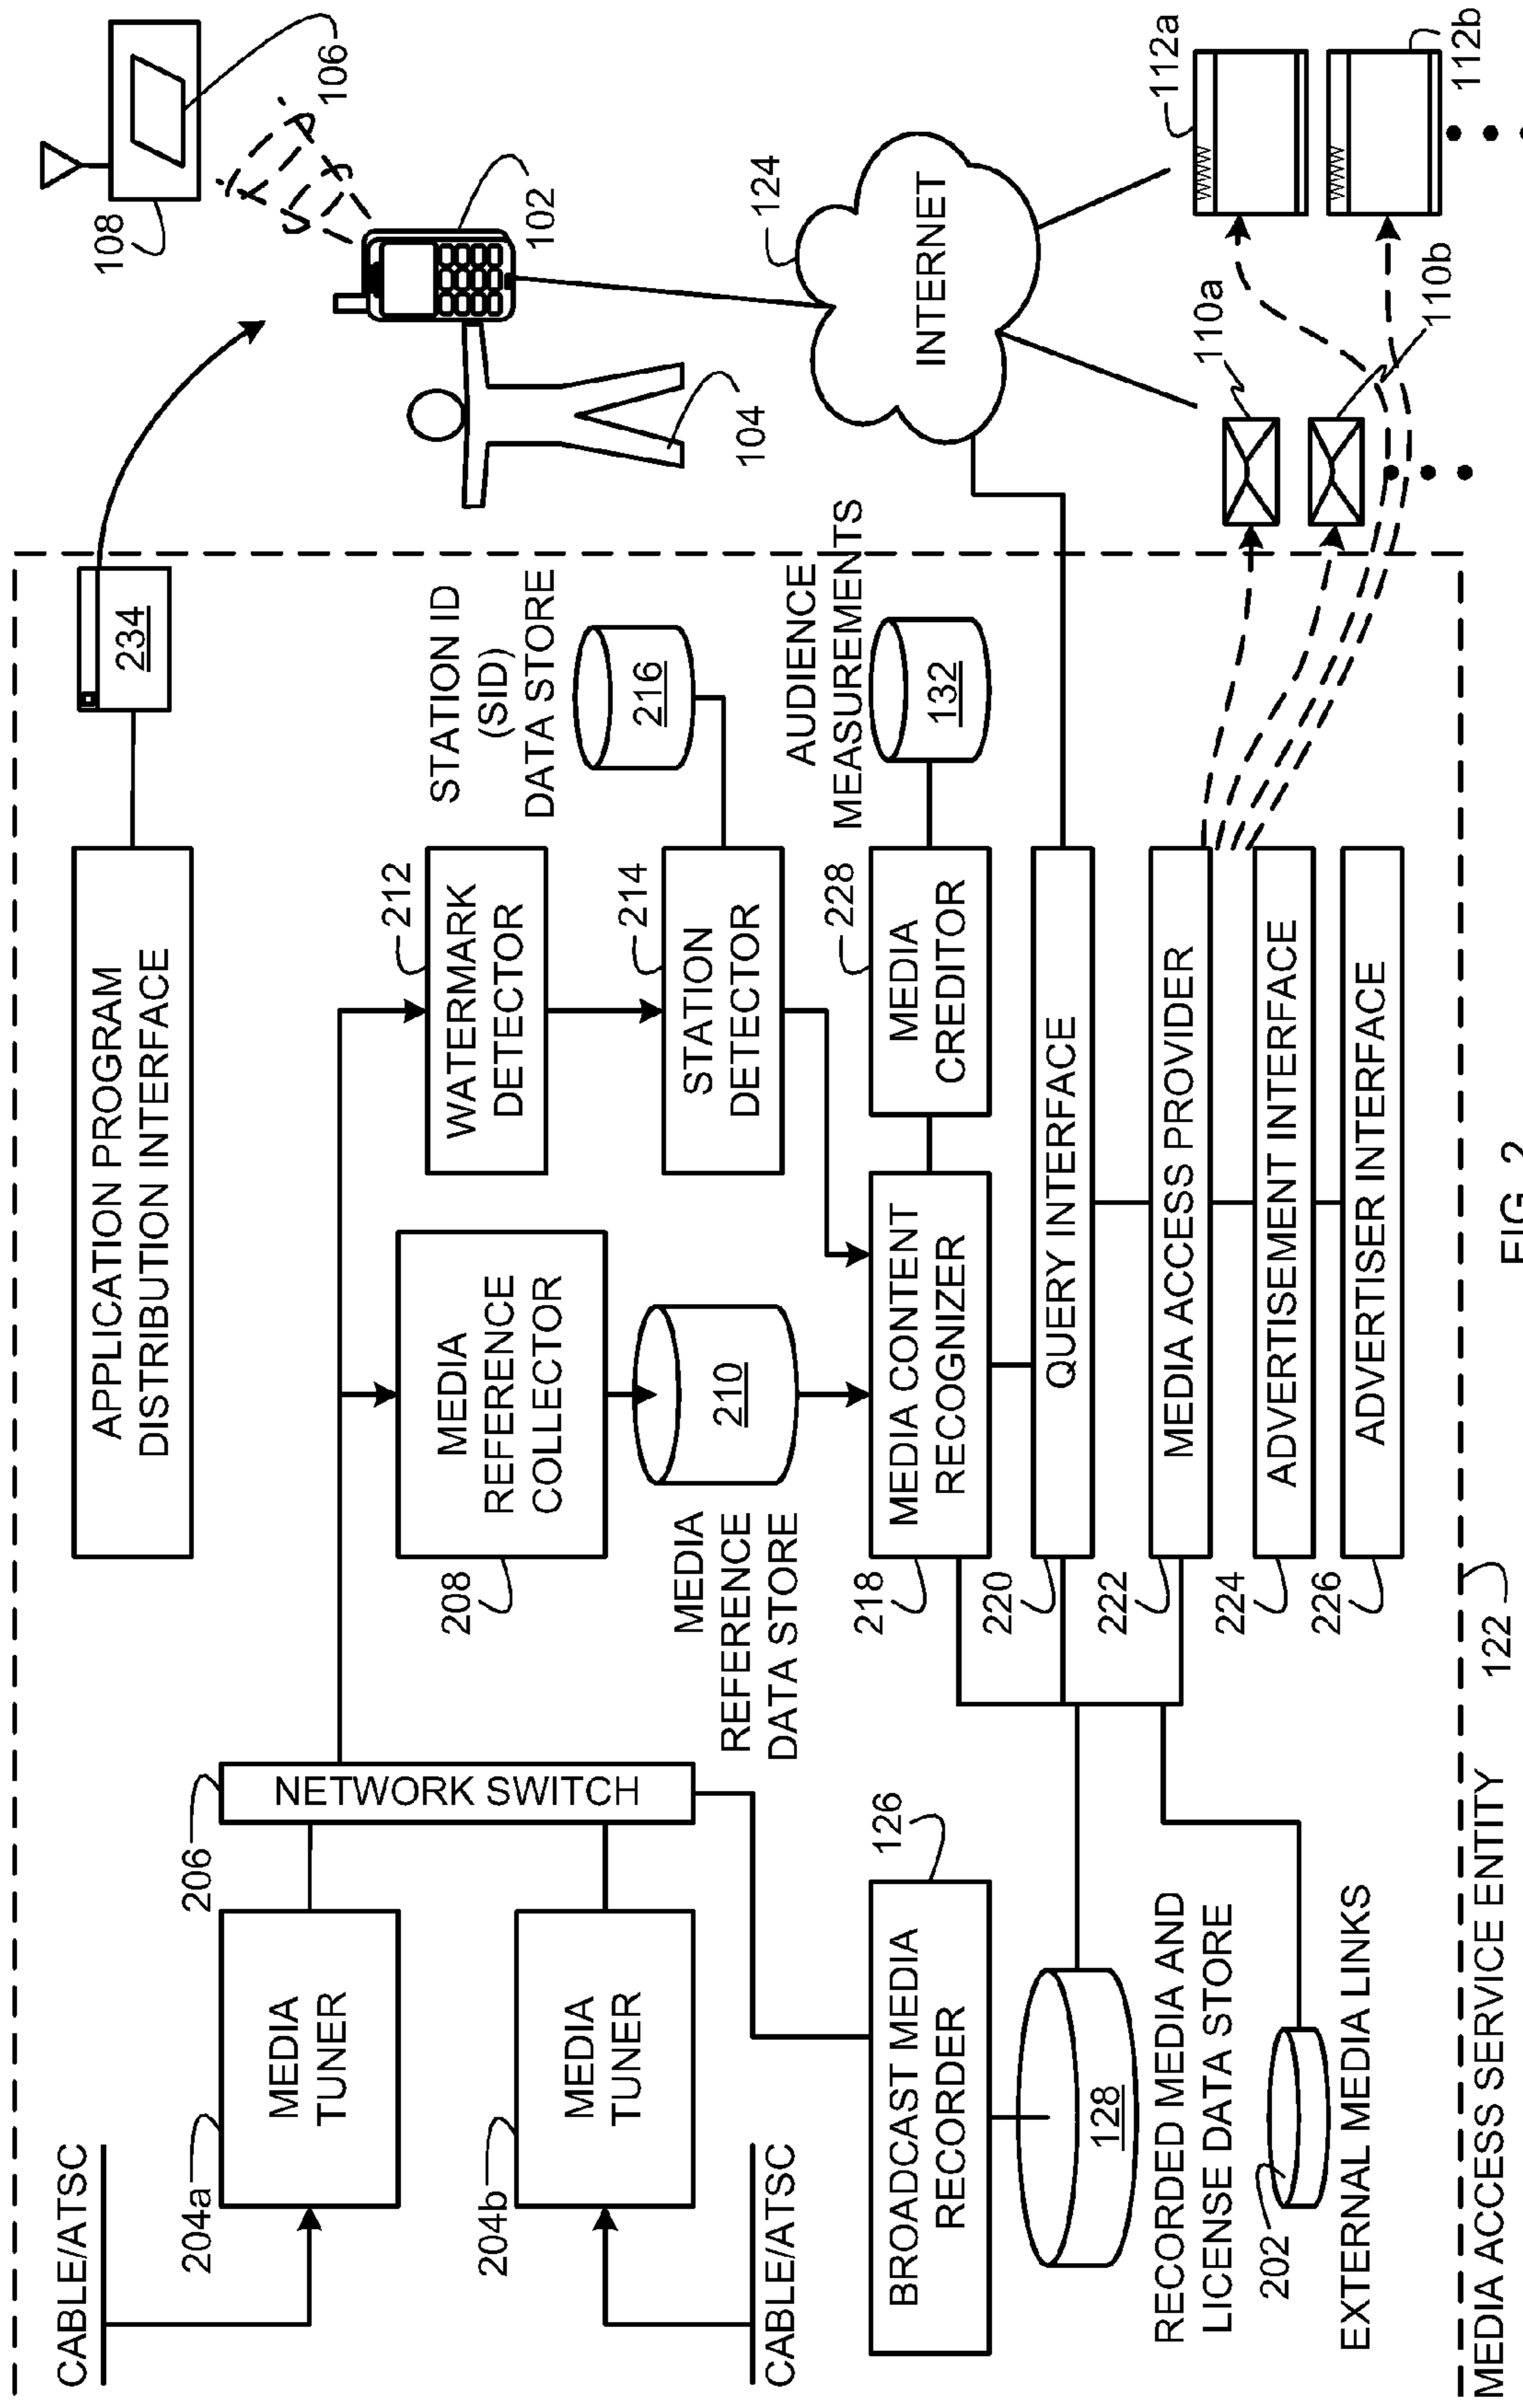 CABLE/ATSC
204a
MEDIA
TUNER
204b
MEDIA
TUNER
CABLE/ATSC
206
NETWORK SWITCH
APPLICATION PROGRAM
DISTRIBUTION INTERFACE
234
108
106
102
104
208
MEDIA
REFERENCE
COLLECTOR
212
WATERMARK
DETECTOR
STATION ID
(SID)
DATA STORE
216
214
STATION
DETECTOR
MEDIA
REFERENCE
DATA STORE
210
126
BROADCAST MEDIA
RECORDER
128
RECORDED MEDIA AND
LICENSE DATA STORE
202
EXTERNAL MEDIA LINKS
218
MEDIA CONTENT
RECOGNIZER
228
MEDIA
CREDITOR
AUDIENCE
MEASUREMENTS
132
220
QUERY INTERFACE
222
MEDIA ACCESS PROVIDER
224
ADVERTISEMENT INTERFACE
226
ADVERTISER INTERFACE
124
INTERNET
110a
110b
112a
112b
MEDIA ACCESS SERVICE ENTITY
122
FIG. 2